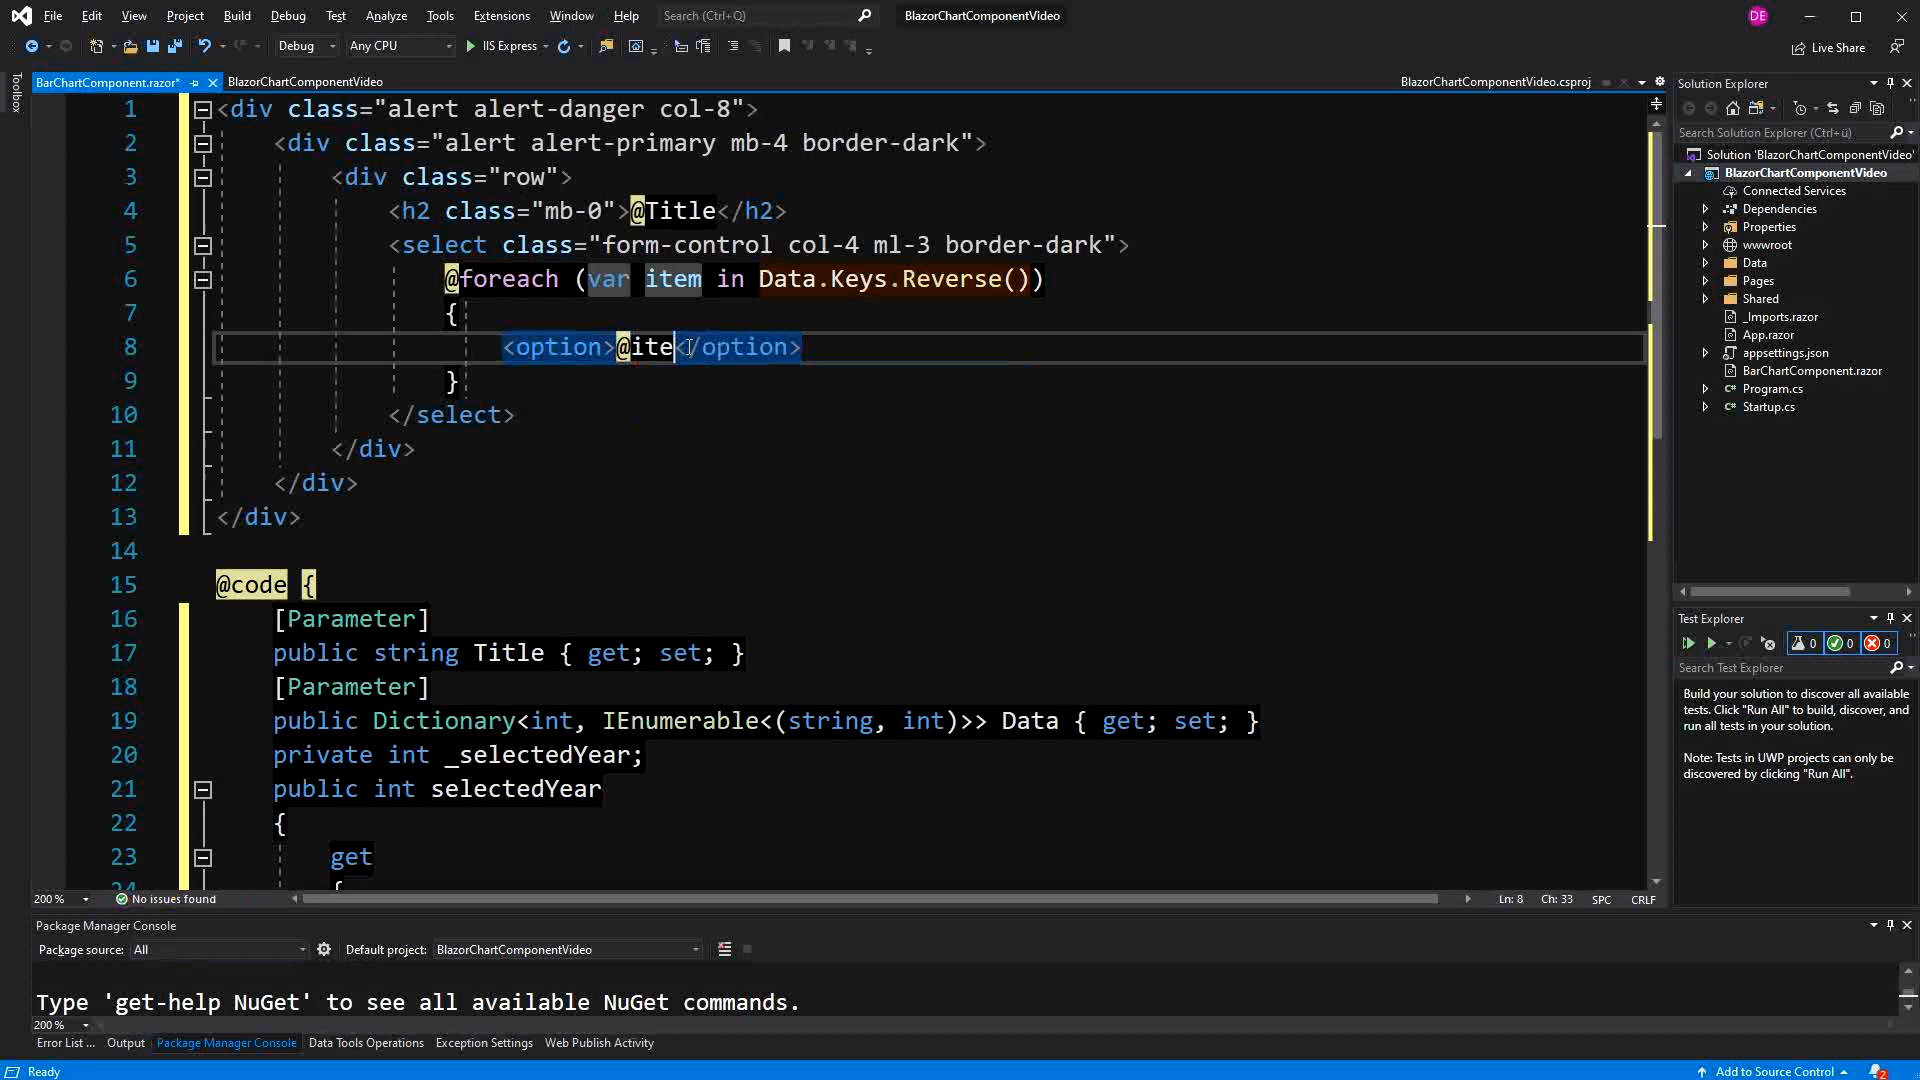 File Edit View Project Build Debug Test Analyze Tools Extensions Window Help Search (Ctrl+Q) BlazorChartComponentVideo DE
Debug Any CPU IIS Express Live Share
Toolbox
BarChartComponent.razor* BlazorChartComponentVideo BlazorChartComponentVideo.csproj
1 <div class="alert alert-danger col-8">
2 <div class="alert alert-primary mb-4 border-dark">
3 <div class="row">
4 <h2 class="mb-0">@Title</h2>
5 <select class="form-control col-4 ml-3 border-dark">
6 @foreach (var item in Data.Keys.Reverse())
7 {
8 <option>@ite</option>
9 }
10 </select>
11 </div>
12 </div>
13 </div>
14
15 @code {
16 [Parameter]
17 public string Title { get; set; }
18 [Parameter]
19 public Dictionary<int, IEnumerable<(string, int)>> Data { get; set; }
20 private int _selectedYear;
21 public int selectedYear
22 {
23 get
24 {
200 % No issues found Ln: 8 Ch: 33 SPC CRLF
Solution Explorer
Search Solution Explorer (Ctrl+ü)
Solution 'BlazorChartComponentVideo'
BlazorChartComponentVideo
Connected Services
Dependencies
Properties
wwwroot
Data
Pages
Shared
_Imports.razor
App.razor
appsettings.json
BarChartComponent.razor
Program.cs
Startup.cs
Test Explorer
0 0 0
Search Test Explorer
Build your solution to discover all available
tests. Click "Run All" to build, discover, and
run all tests in your solution.
Note: Tests in UWP projects can only be
discovered by clicking "Run All".
Package Manager Console
Package source: All Default project: BlazorChartComponentVideo
Type 'get-help NuGet' to see all available NuGet commands.
200 %
Error List ... Output Package Manager Console Data Tools Operations Exception Settings Web Publish Activity
Ready Add to Source Control 2